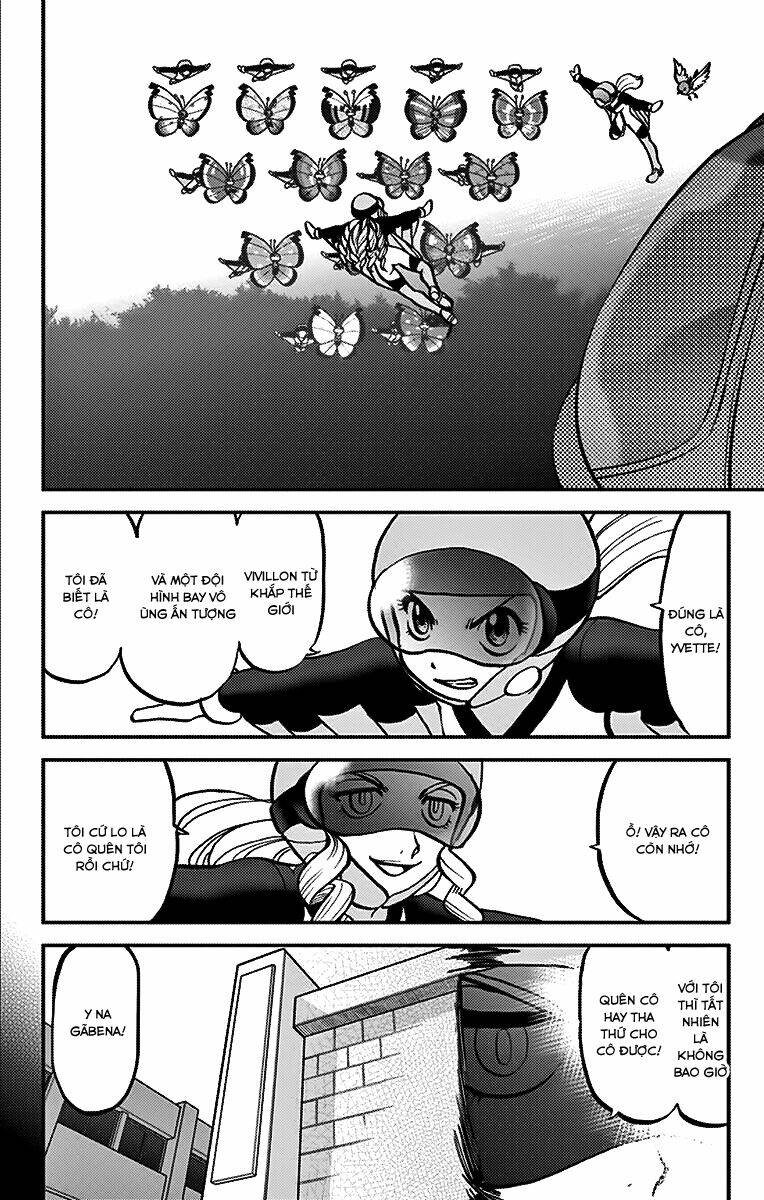 ĐÚNG LÀ
CÔ,
YVETTE!
VIVILLON TỪ
KHẮP THẾ
GIỚI
VÀ MỘT ĐỘI
HÌNH BAY VÔ
ÙNG ẤN TƯỢNG
TÔI ĐÃ
BIẾT LÀ
CÔ!
Ồ! VẬY RA CÔ
CÒN NHỚ!
TÔI CỨ LO LÀ
CÔ QUÊN TÔI
RỒI CHỨ!
VỚI TÔI
THÌ TẤT
NHIÊN
LÀ
KHÔNG
BAO GIỜ
QUÊN CÔ
HAY THA
THỨ CHO
CÔ ĐƯỢC!
Y NA
GABENA!